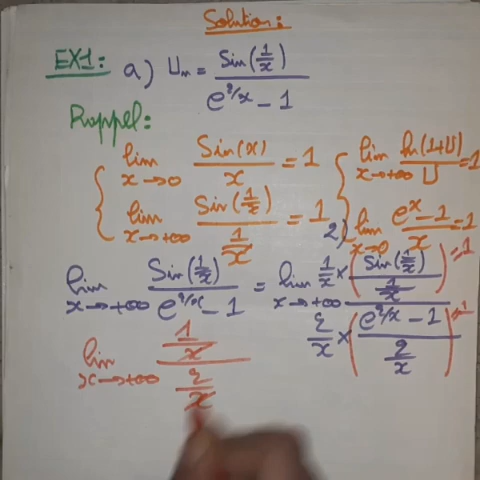 Solution:
EX1: a) Un = Sin(1/x) / (e^2/x - 1)
Rappel:
lim x→0 Sin(x)/x = 1
lim x→+∞ Sin(1/x) / (1/x) = 1
lim x→+∞ ln(1+U)/U = 1
2) lim x→0 (e^x - 1)/x = 1
lim x→+∞ Sin(1/x) / (e^2/x - 1) = lim x→+∞ [1/x × (Sin(1/x) / (1/x))→1] / [2/x × ((e^2/x - 1) / (2/x))→1]
lim x→+∞ (1/x) / (2/x)